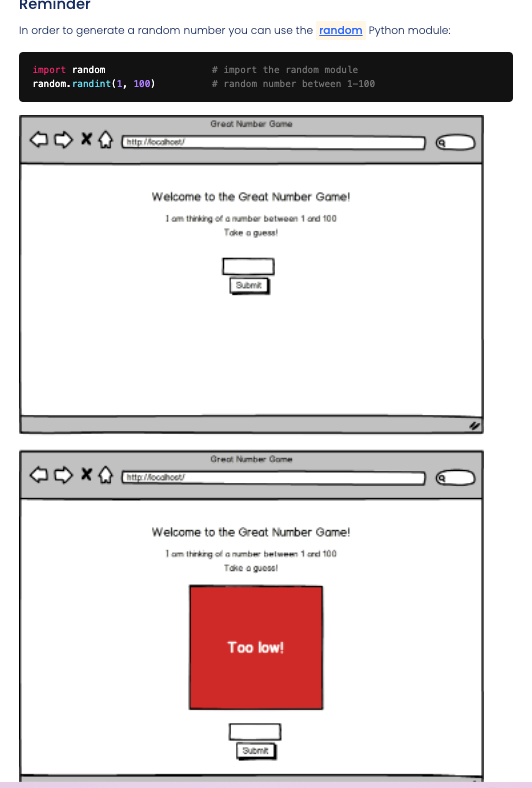 Reminder
In order to generate a random number you can use the random Python module:
import random # import the random module
random.randint(1, 100) # random number between 1-100
Great Number Game
http://localhost/
Welcome to the Great Number Game!
I am thinking of a number between 1 and 100
Take a guess!
Submit
Great Number Game
http://localhost/
Welcome to the Great Number Game!
I am thinking of a number between 1 and 100
Take a guess!
Too low!
Submit